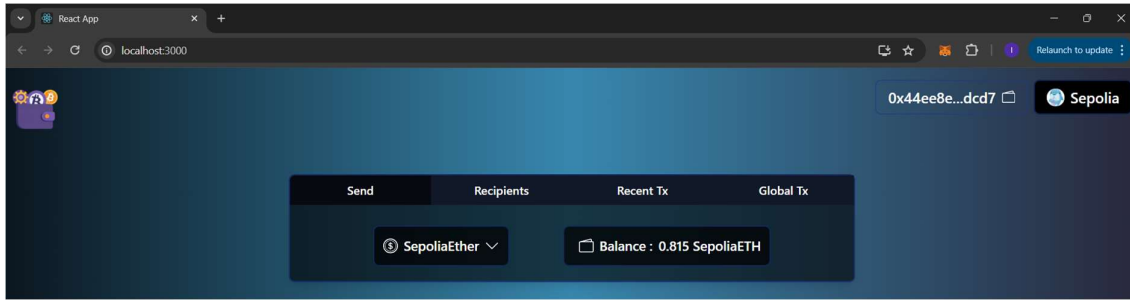 React App
localhost:3000
I
Relaunch to update
0x44ee8e...dcd7
Sepolia
Send Recipients Recent Tx Global Tx
SepoliaEther
Balance : 0.815 SepoliaETH